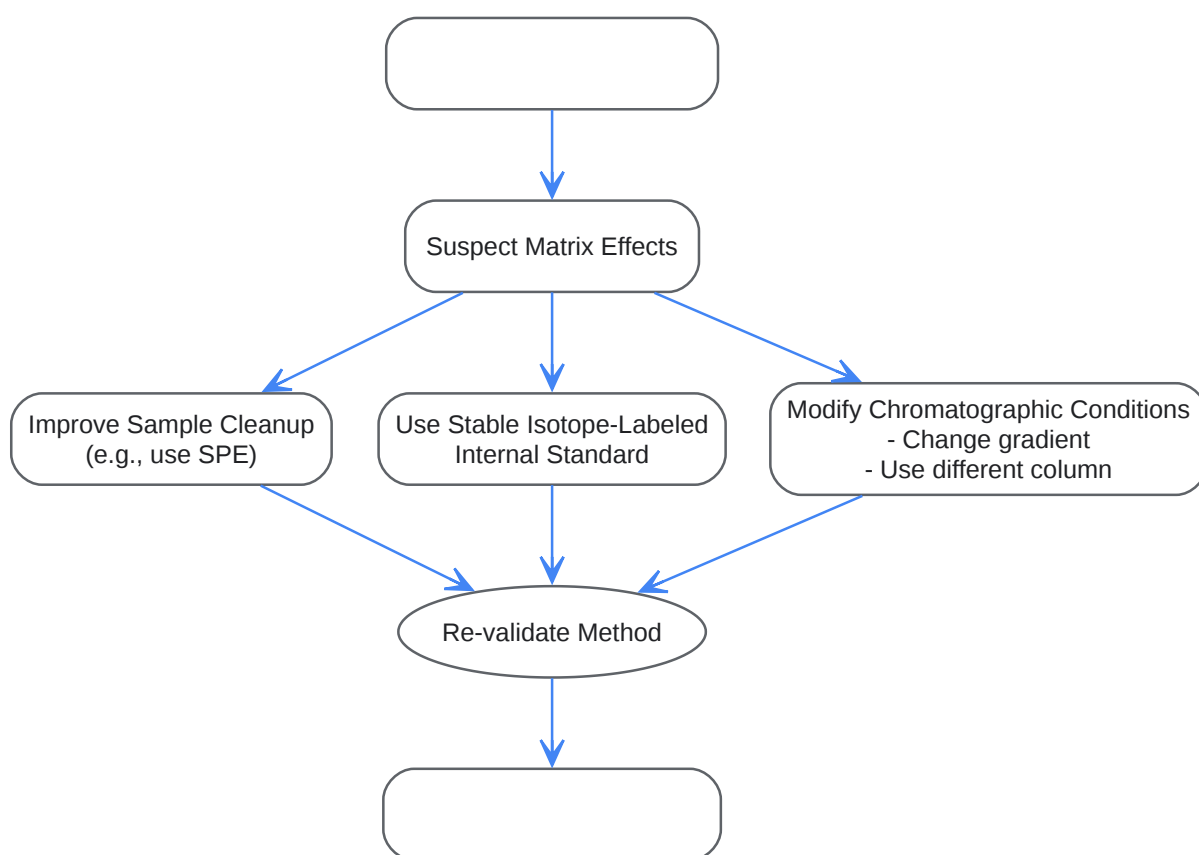 Suspect Matrix Effects
Improve Sample Cleanup
(e.g., use SPE)
Use Stable Isotope-Labeled
Internal Standard
Modify Chromatographic Conditions
- Change gradient
- Use different column
Re-validate Method